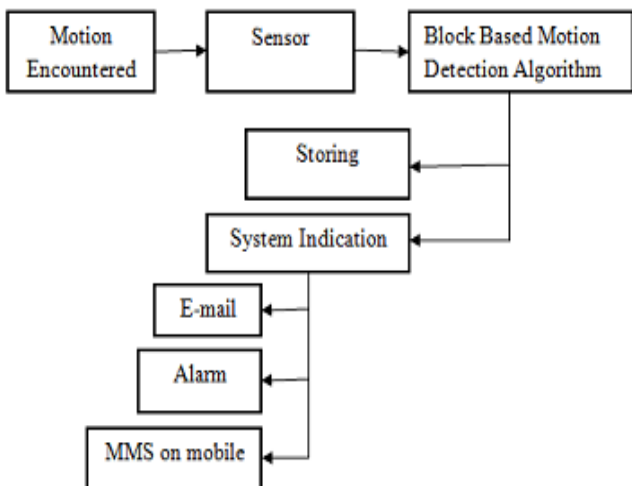 Motion
Encountered
Sensor
Block Based Motion
Detection Algorithm
Storing
System Indication
E-mail
Alarm
MMS on mobile